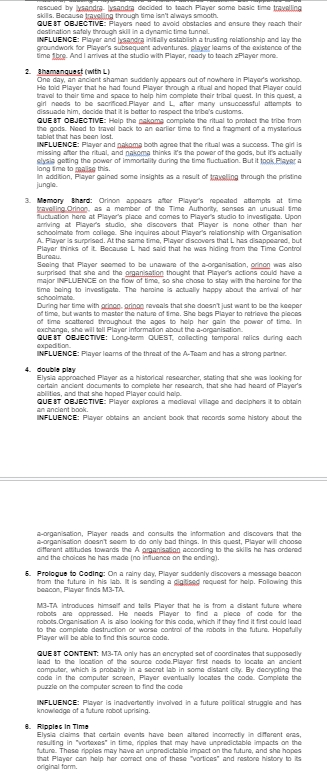 rescued by lysandra. lysandra decided to teach Player some basic time travelling
skills. Because travelling through time isn't always smooth.
QUEST OBJECTIVE: Players need to avoid obstacles and ensure they reach their
destination safely through skill in a dynamic time tunnel.
INFLUENCE: Player and lysandra initially establish a trusting relationship and lay the
groundwork for Player's subsequent adventures. player learns of the existence of the
time fibre. And I arrives at the studio with Player, ready to teach zPlayer more.
2. Shamanquest (with L)
One day, an ancient shaman suddenly appears out of nowhere in Player's workshop.
He told Player that he had found Player through a ritual and hoped that Player could
travel to their time and space to help him complete their tribal quest. In this quest, a
girl needs to be sacrificed.Player and L, after many unsuccessful attempts to
dissuade him, decide that it is better to respect the tribe's customs.
QUEST OBJECTIVE: Help the nakoma complete the ritual to protect the tribe from
the gods. Need to travel back to an earlier time to find a fragment of a mysterious
tablet that has been lost.
INFLUENCE: Player and nakoma both agree that the ritual was a success. The girl is
missing after the ritual, and nakoma thinks it's the power of the gods, but it's actually
elysia getting the power of immortality during the time fluctuation. But it took Player a
long time to realise this.
In addition, Player gained some insights as a result of travelling through the pristine
jungle.
3. Memory Shard: Orinon appears after Player's repeated attempts at time
travelling.Orinon, as a member of the Time Authority, senses an unusual time
fluctuation here at Player's place and comes to Player's studio to investigate. Upon
arriving at Player's studio, she discovers that Player is none other than her
schoolmate from college. She inquires about Player's relationship with Organisation
A. Player is surprised. At the same time, Player discovers that L has disappeared, but
Player thinks of it. Because L had said that he was hiding from the Time Control
Bureau.
Seeing that Player seemed to be unaware of the a-organisation, orinon was also
surprised that she and the organisation thought that Player's actions could have a
major INFLUENCE on the flow of time, so she chose to stay with the heroine for the
time being to investigate. The heroine is actually happy about the arrival of her
schoolmate.
During her time with orinon, orinon reveals that she doesn't just want to be the keeper
of time, but wants to master the nature of time. She begs Player to retrieve the pieces
of time scattered throughout the ages to help her gain the power of time. In
exchange, she will tell Player information about the a-organisation.
QUEST OBJECTIVE: Long-term QUEST, collecting temporal relics during each
expedition.
INFLUENCE: Player learns of the threat of the A-Team and has a strong partner.
4. double play
Elysia approached Player as a historical researcher, stating that she was looking for
certain ancient documents to complete her research, that she had heard of Player's
abilities, and that she hoped Player could help.
QUEST OBJECTIVE: Player explores a medieval village and deciphers it to obtain
an ancient book.
INFLUENCE: Player obtains an ancient book that records some history about the
a-organisation, Player reads and consults the information and discovers that the
a-organisation doesn't seem to do only bad things. In this quest, Player will choose
different attitudes towards the A organisation according to the skills he has ordered
and the choices he has made (no influence on the ending).
5. Prologue to Coding: On a rainy day, Player suddenly discovers a message beacon
from the future in his lab. It is sending a digitised request for help. Following this
beacon, Player finds M3-TA.
M3-TA introduces himself and tells Player that he is from a distant future where
robots are oppressed. He needs Player to find a piece of code for the
robots.Organisation A is also looking for this code, which if they find it first could lead
to the complete destruction or worse control of the robots in the future. Hopefully
Player will be able to find this source code.
QUEST CONTENT: M3-TA only has an encrypted set of coordinates that supposedly
lead to the location of the source code.Player first needs to locate an ancient
computer, which is probably in a secret lab in some distant city. By decrypting the
code in the computer screen, Player eventually locates the code. Complete the
puzzle on the computer screen to find the code
INFLUENCE: Player is inadvertently involved in a future political struggle and has
knowledge of a future robot uprising.
6. Ripples in Time
Elysia claims that certain events have been altered incorrectly in different eras,
resulting in "vortexes" in time, ripples that may have unpredictable impacts on the
future. These ripples may have an unpredictable impact on the future, and she hopes
that Player can help her correct one of these "vortices" and restore history to its
original form.